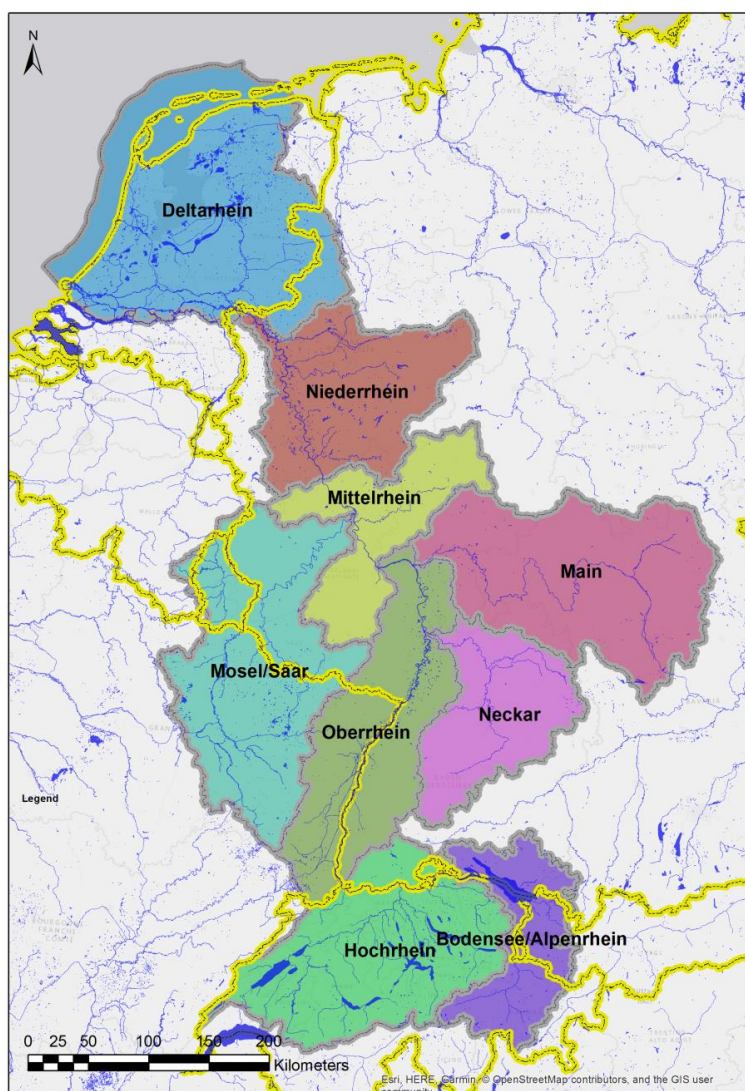 N
Deltarhein
Niederrhein
Mittelrhein
Main
Mosel/Saar
Neckar
Oberrhein
Legend
Bodensee/Alpenrhein
Hochrhein
0 25 50 100 150 200
Kilometers
Esri, HERE, Garmin, © OpenStreetMap contributors, and the GIS user